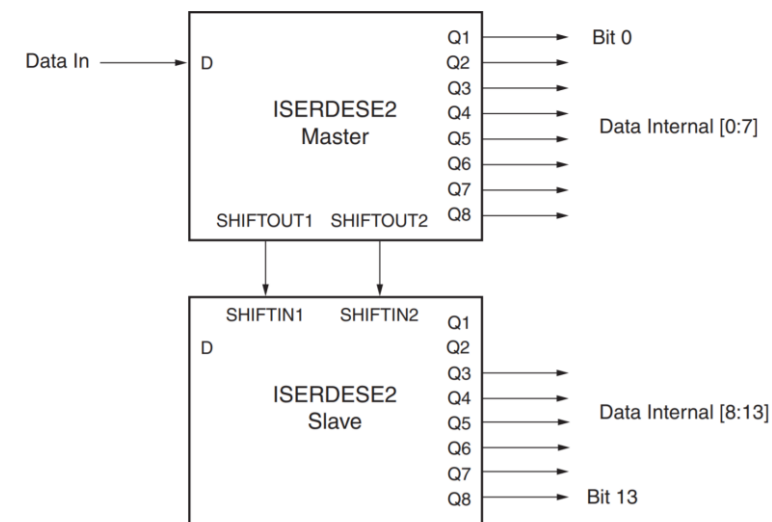 Data In
D
ISERDESE2
Master
Q1
Q2
Q3
Q4
Q5
Q6
Q7
Q8
Bit 0
Data Internal [0:7]
SHIFTOUT1 SHIFTOUT2
SHIFTIN1 SHIFTIN2
D
ISERDESE2
Slave
Q1
Q2
Q3
Q4
Q5
Q6
Q7
Q8
Data Internal [8:13]
Bit 13